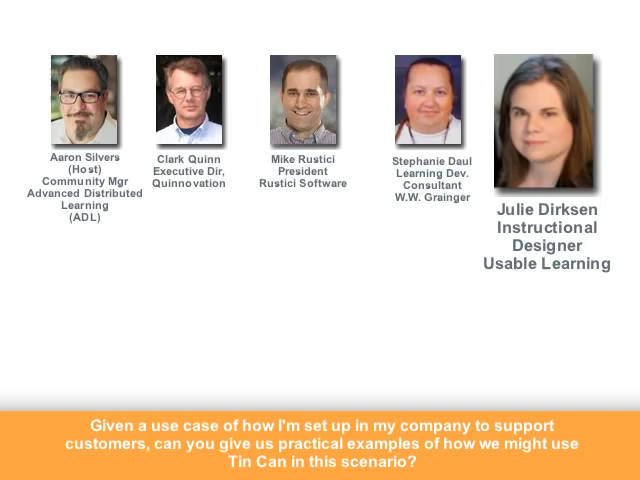 Aaron Silvers
(Host)
Community Mgr
Advanced Distributed
Learning
(ADL)
Clark Quinn
Executive Dir,
Quinnovation
Mike Rustici
President
Rustici Software
Stephanie Daul
Learning Dev.
Consultant
W.W. Grainger
Julie Dirksen
Instructional
Designer
Usable Learning
Given a use case of how I'm set up in my company to support
customers, can you give us practical examples of how we might use
Tin Can in this scenario?